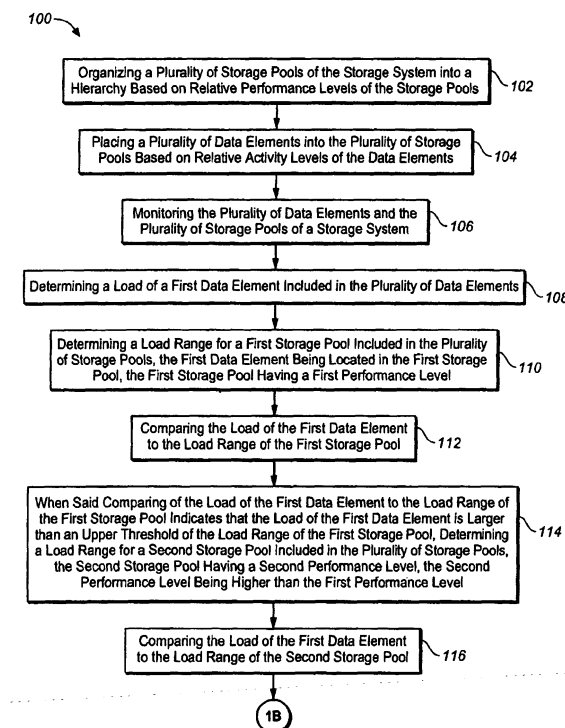 100
Organizing a Plurality of Storage Pools of the Storage System into a
Hierarchy Based on Relative Performance Levels of the Storage Pools
102
Placing a Plurality of Data Elements into the Plurality of Storage
Pools Based on Relative Activity Levels of the Data Elements
104
Monitoring the Plurality of Data Elements and the
Plurality of Storage Pools of a Storage System
106
Determining a Load of a First Data Element Included in the Plurality of Data Elements
108
Determining a Load Range for a First Storage Pool Included in the Plurality
of Storage Pools, the First Data Element Being Located in the First Storage
Pool, the First Storage Pool Having a First Performance Level
110
Comparing the Load of the First Data Element
to the Load Range of the First Storage Pool
112
When Said Comparing of the Load of the First Data Element to the Load Range of
the First Storage Pool Indicates that the Load of the First Data Element is Larger
than an Upper Threshold of the Load Range of the First Storage Pool, Determining
a Load Range for a Second Storage Pool Included in the Plurality of Storage Pools,
the Second Storage Pool Having a Second Performance Level, the Second
Performance Level Being Higher than the First Performance Level
114
Comparing the Load of the First Data Element
to the Load Range of the Second Storage Pool
116
1B